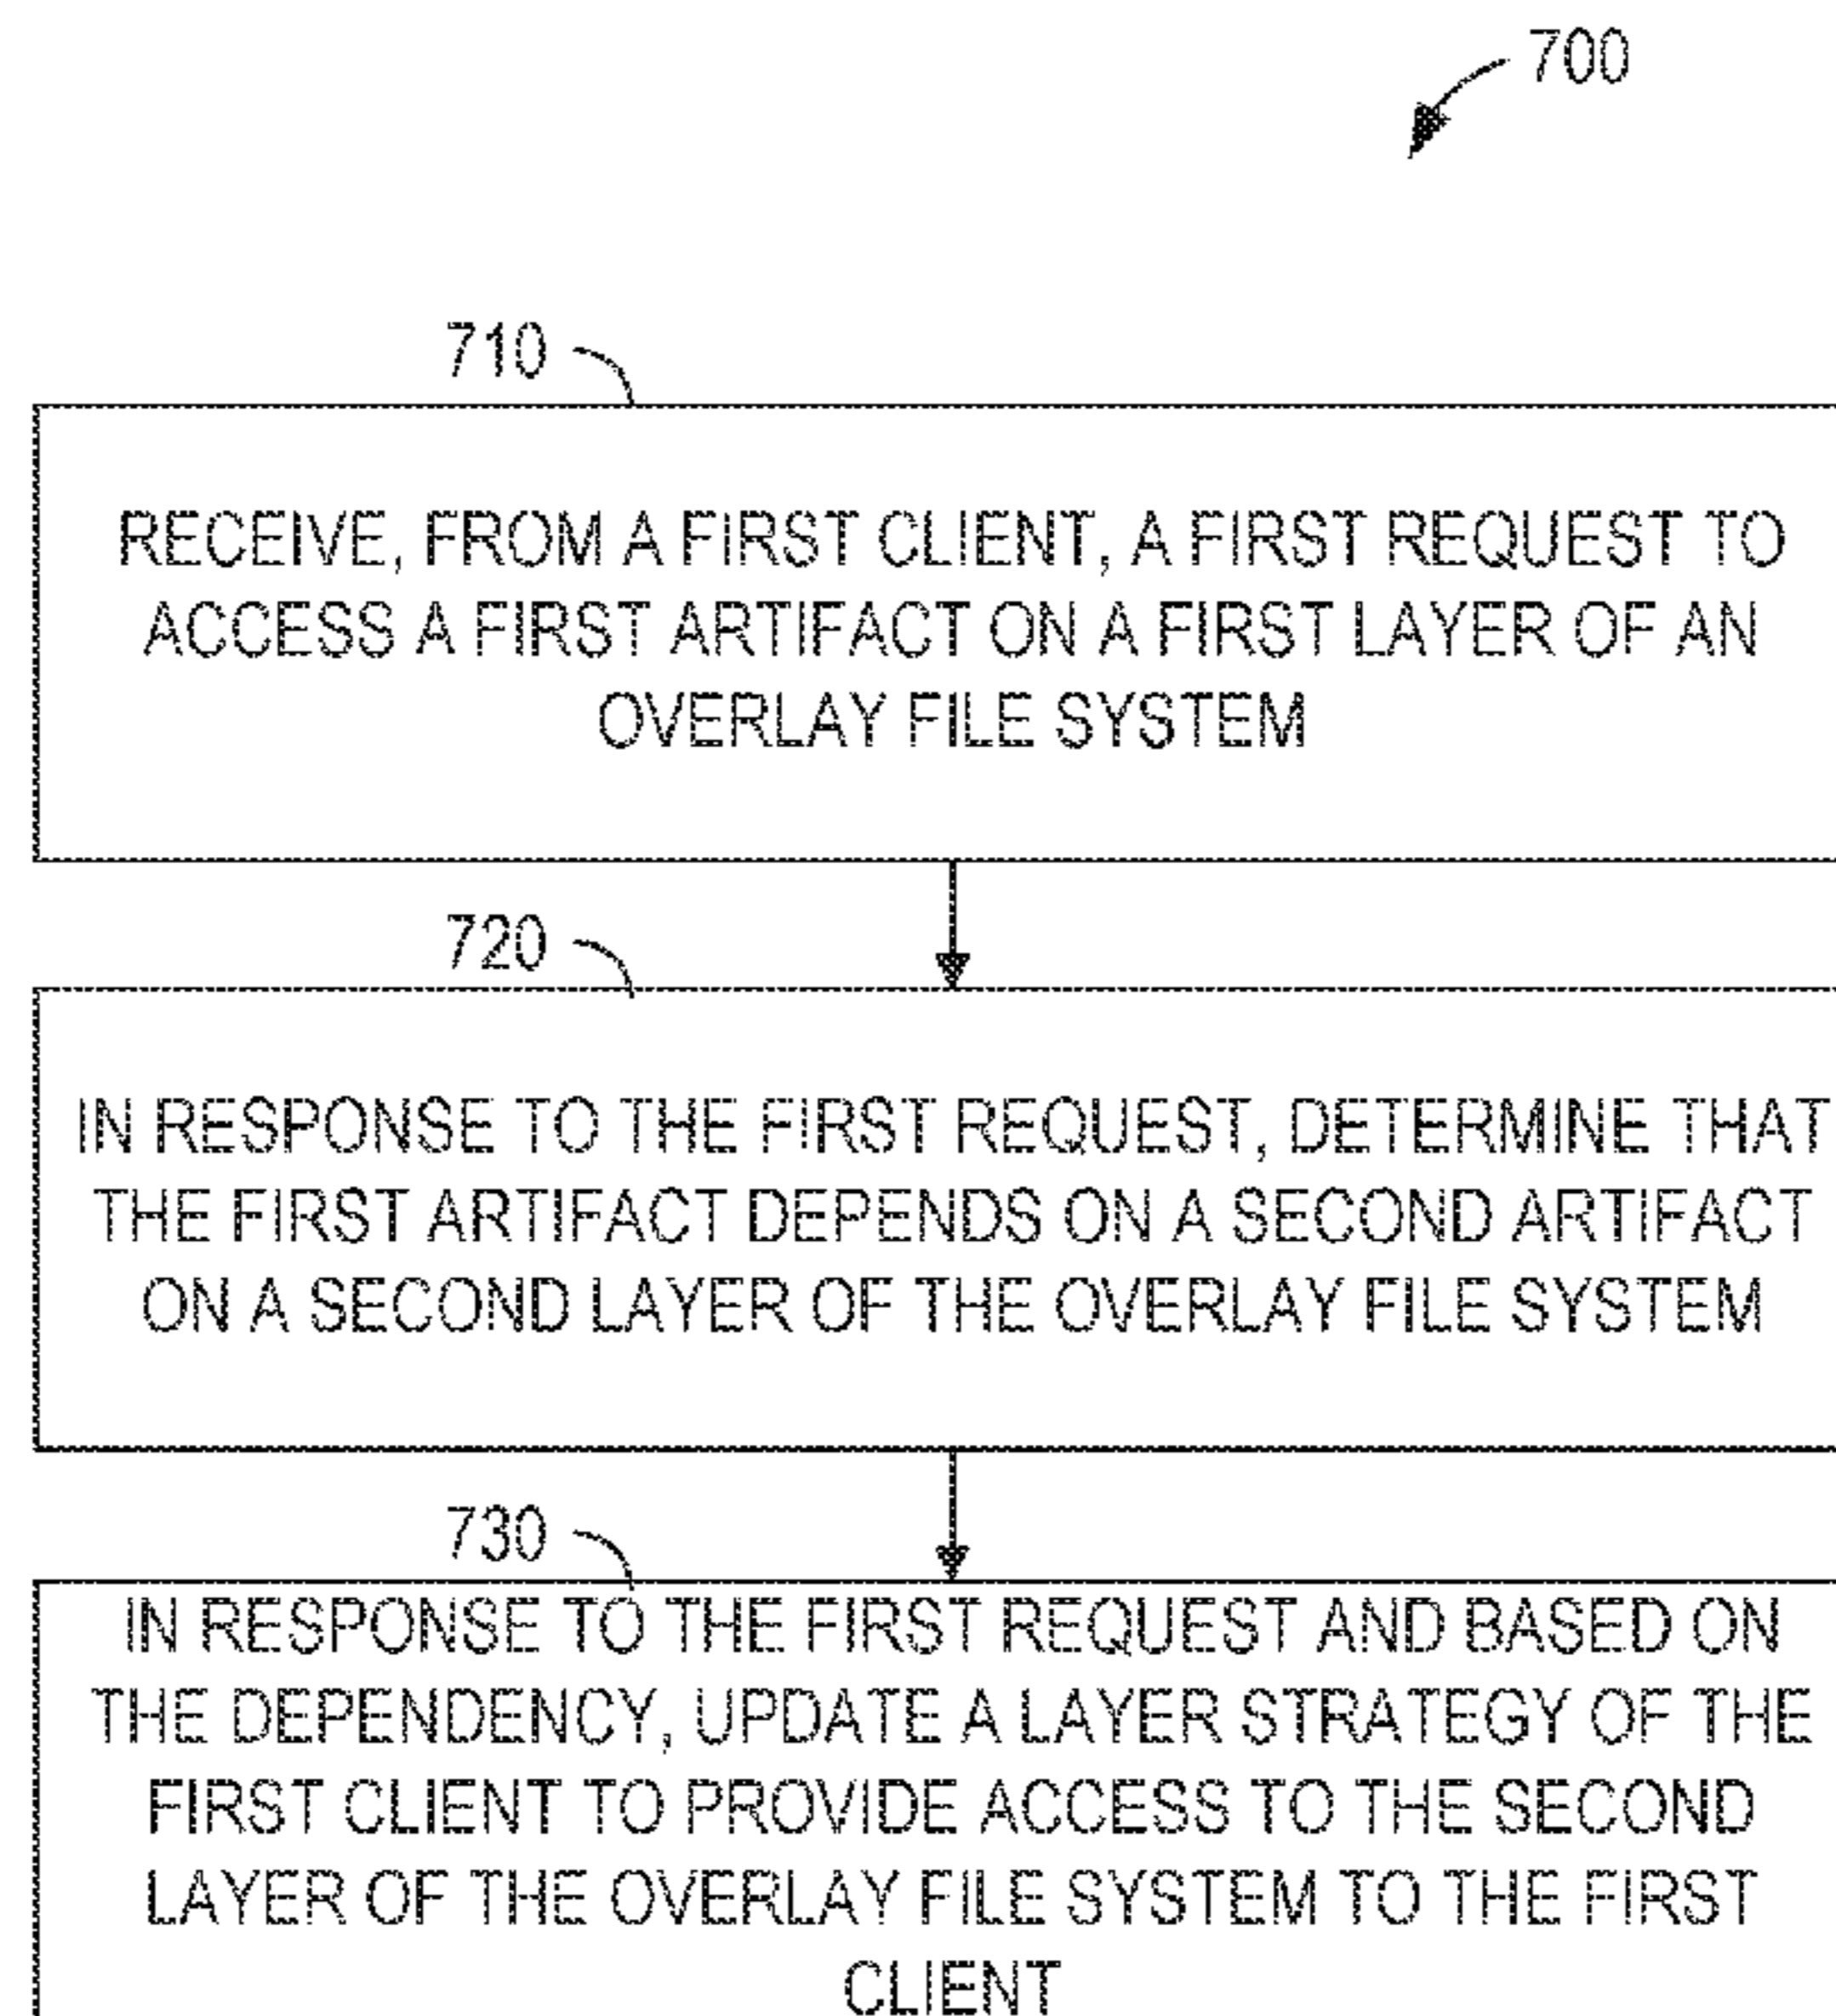 700
710
RECEIVE, FROM A FIRST CLIENT, A FIRST REQUEST TO
ACCESS A FIRST ARTIFACT ON A FIRST LAYER OF AN
OVERLAY FILE SYSTEM
720
IN RESPONSE TO THE FIRST REQUEST, DETERMINE THAT
THE FIRST ARTIFACT DEPENDS ON A SECOND ARTIFACT
ON A SECOND LAYER OF THE OVERLAY FILE SYSTEM
730
IN RESPONSE TO THE FIRST REQUEST AND BASED ON
THE DEPENDENCY, UPDATE A LAYER STRATEGY OF THE
FIRST CLIENT TO PROVIDE ACCESS TO THE SECOND
LAYER OF THE OVERLAY FILE SYSTEM TO THE FIRST
CLIENT